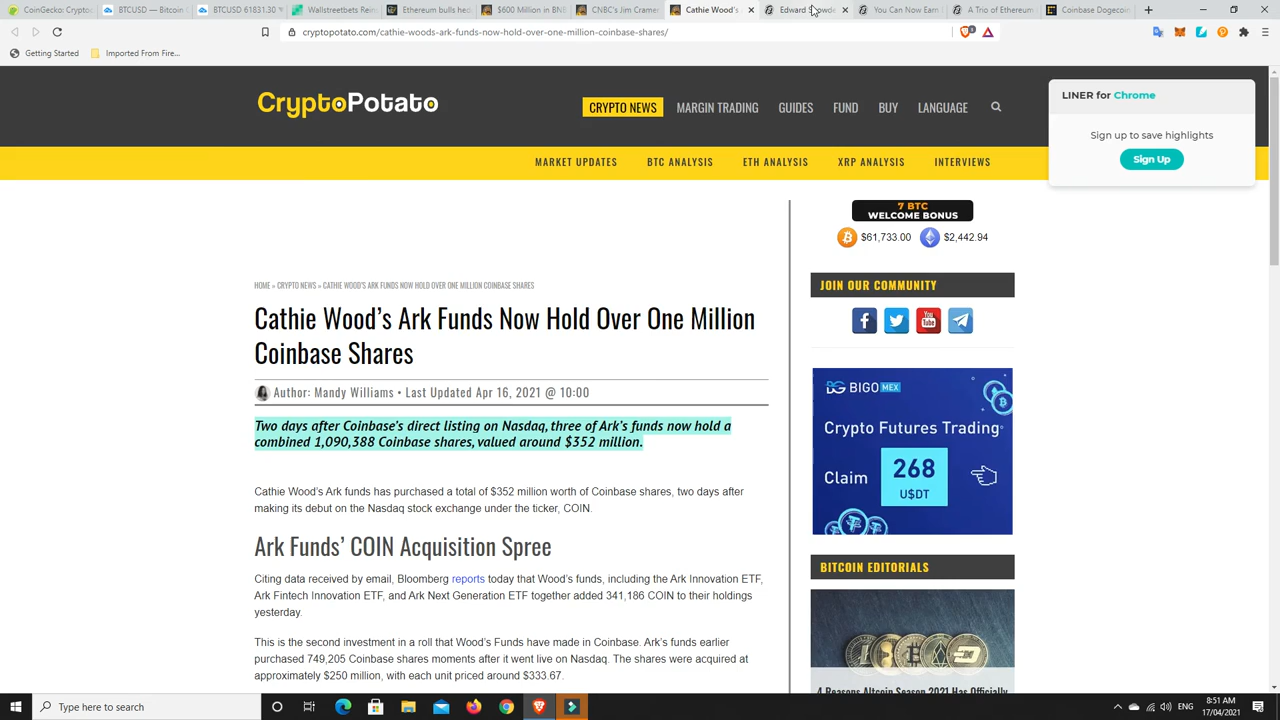 CoinGecko: Crypto
BTCUSD — Bitcoin
BTCUSD 61831.30
Wallstreetbets Rein
Ethereum bulls hea
$600 Million in BN
CNBC's Jim Cramer
Cathie Wood's
Edward Snowde
You Can Now Earn
A Trio of Ethereum
Coinbase Dogecoin
cryptopotato.com/cathie-woods-ark-funds-now-hold-over-one-million-coinbase-shares/
Getting Started
Imported From Fire...
CryptoPotato
CRYPTO NEWS
MARGIN TRADING
GUIDES
FUND
BUY
LANGUAGE
LINER for Chrome
Sign up to save highlights
Sign Up
MARKET UPDATES
BTC ANALYSIS
ETH ANALYSIS
XRP ANALYSIS
INTERVIEWS
7 BTC
WELCOME BONUS
$61,733.00
$2,442.94
HOME » CRYPTO NEWS » CATHIE WOOD'S ARK FUNDS NOW HOLD OVER ONE MILLION COINBASE SHARES
Cathie Wood's Ark Funds Now Hold Over One Million
Coinbase Shares
Author: Mandy Williams • Last Updated Apr 16, 2021 @ 10:00
Two days after Coinbase's direct listing on Nasdaq, three of Ark's funds now hold a
combined 1,090,388 Coinbase shares, valued around $352 million.
Cathie Wood's Ark funds has purchased a total of $352 million worth of Coinbase shares, two days after
making its debut on the Nasdaq stock exchange under the ticker, COIN.
Ark Funds' COIN Acquisition Spree
Citing data received by email, Bloomberg reports today that Wood's funds, including the Ark Innovation ETF,
Ark Fintech Innovation ETF, and Ark Next Generation ETF together added 341,186 COIN to their holdings
yesterday.
This is the second investment in a roll that Wood's Funds have made in Coinbase. Ark's funds earlier
purchased 749,205 Coinbase shares moments after it went live on Nasdaq. The shares were acquired at
approximately $250 million, with each unit priced around $333.67.
JOIN OUR COMMUNITY
BIGOMEX
Crypto Futures Trading
Claim
268
U$DT
BITCOIN EDITORIALS
4 Reasons Altcoin Season 2021 Has Officially
Type here to search
ENG
8:51 AM
17/04/2021